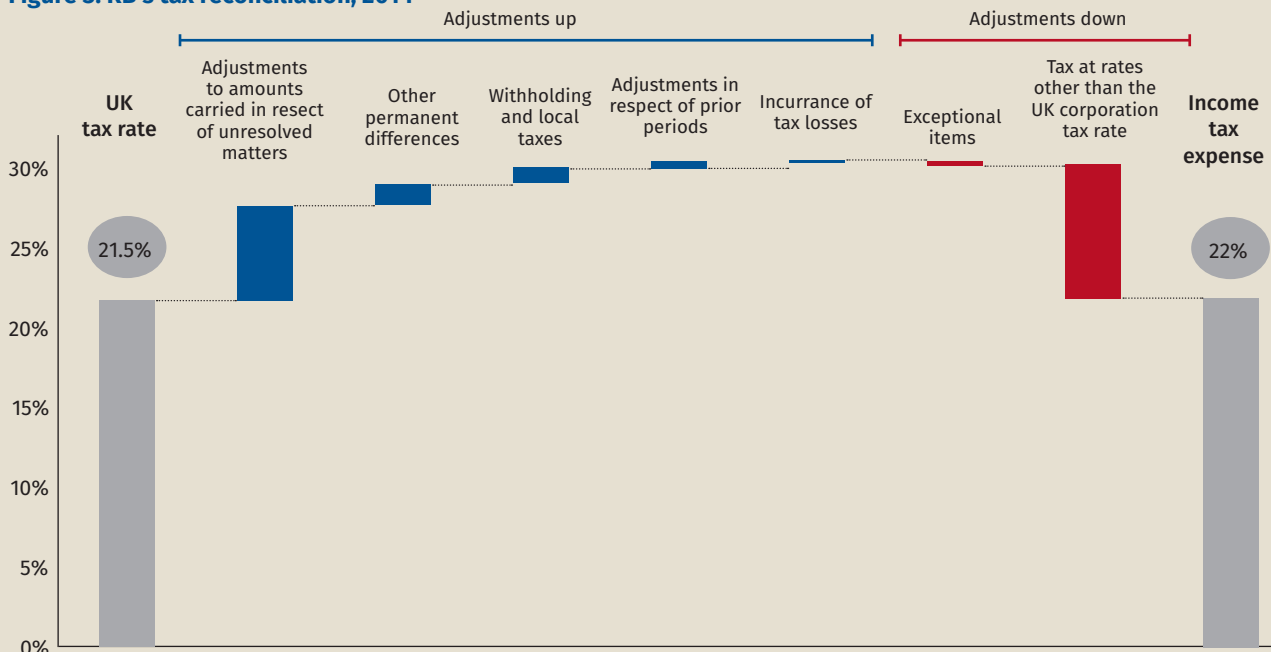 Adjustments up
Adjustments down
UK
tax rate
Adjustments
to amounts
carried in resect
of unresolved
matters
Other
permanent
differences
Withholding
and local
taxes
Adjustments in
respect of prior
periods
Incurrance of
tax losses
Exceptional
items
Tax at rates
other than the
UK corporation
tax rate
Income
tax
expense
30%
25%
20%
15%
10%
5%
0%
21.5%
22%